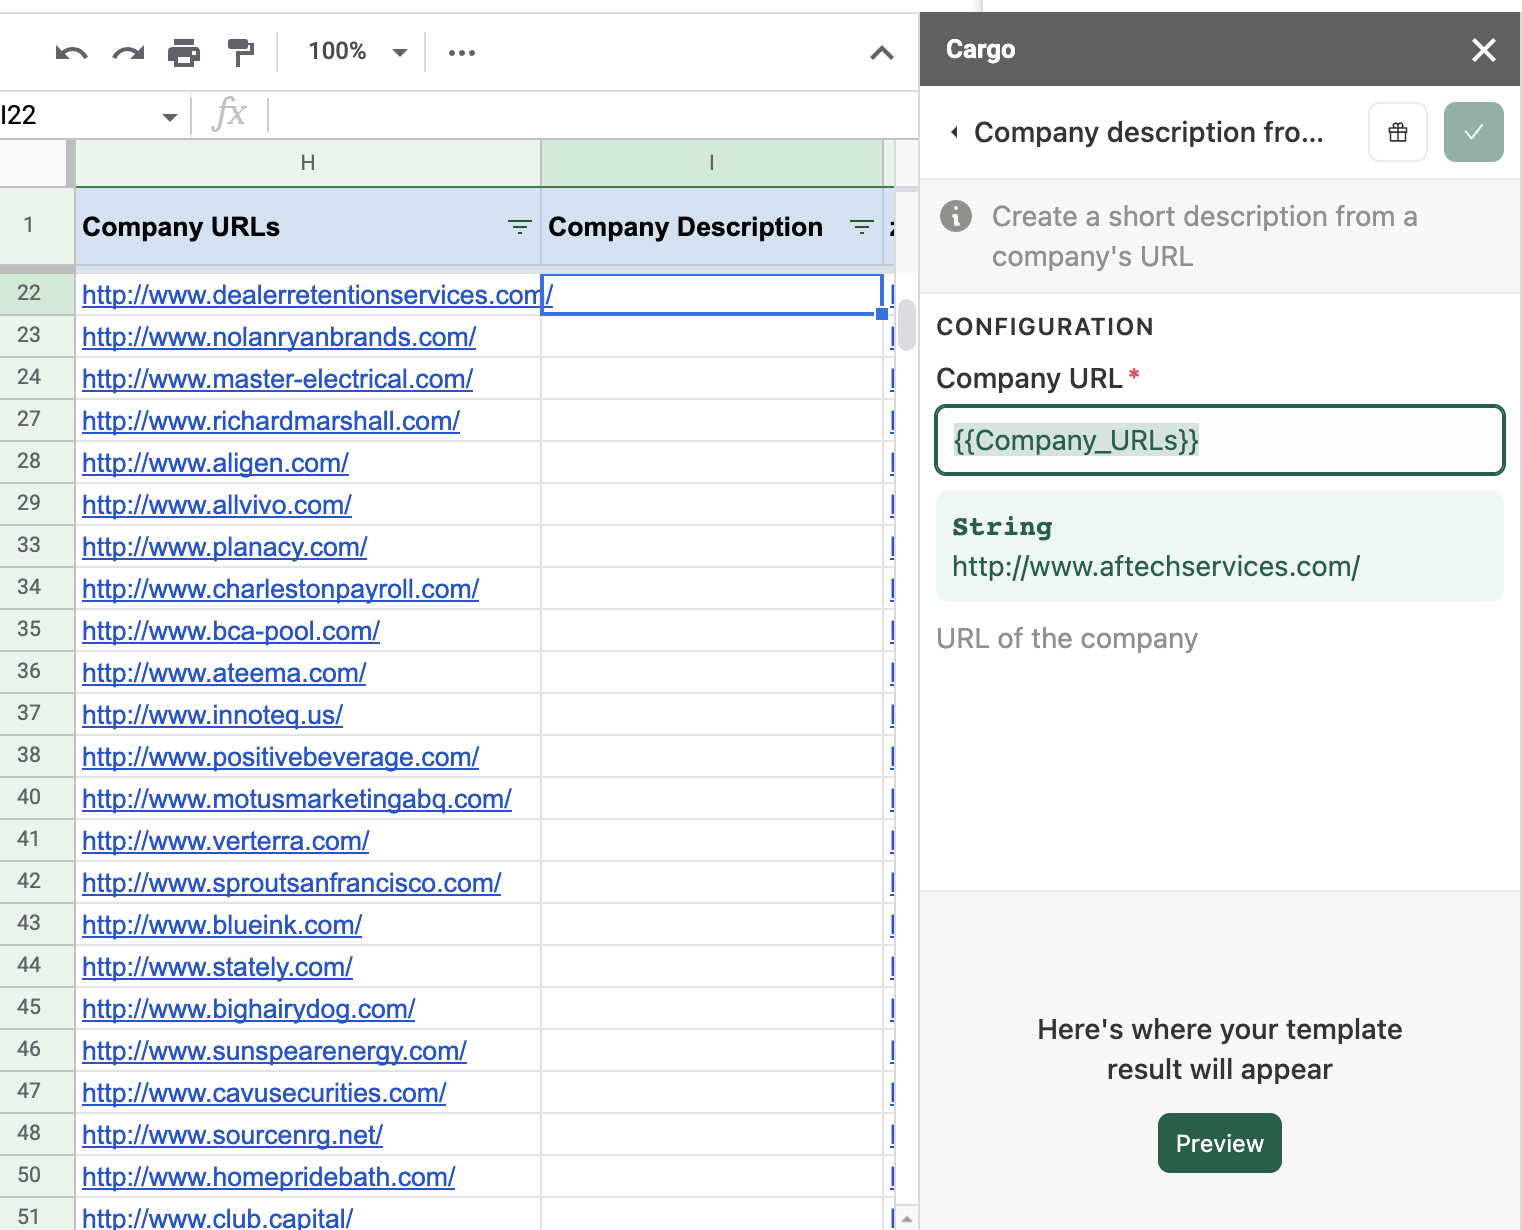 100%
I22
fx
H I
1 Company URLs Company Description
22 http://www.dealerretentionservices.com/
23 http://www.nolanryanbrands.com/
24 http://www.master-electrical.com/
27 http://www.richardmarshall.com/
28 http://www.aligen.com/
29 http://www.allvivo.com/
33 http://www.planacy.com/
34 http://www.charlestonpayroll.com/
35 http://www.bca-pool.com/
36 http://www.ateema.com/
37 http://www.innoteq.us/
38 http://www.positivebeverage.com/
40 http://www.motusmarketingabq.com/
41 http://www.verterra.com/
42 http://www.sproutsanfrancisco.com/
43 http://www.blueink.com/
44 http://www.stately.com/
45 http://www.bighairydog.com/
46 http://www.sunspearenergy.com/
47 http://www.cavusecurities.com/
48 http://www.sourcenrg.net/
50 http://www.homepridebath.com/
51 http://www.club.capital/
Cargo
Company description fro...
Create a short description from a
company's URL
CONFIGURATION
Company URL*
{{Company_URLs}}
String
http://www.aftechservices.com/
URL of the company
Here's where your template
result will appear
Preview